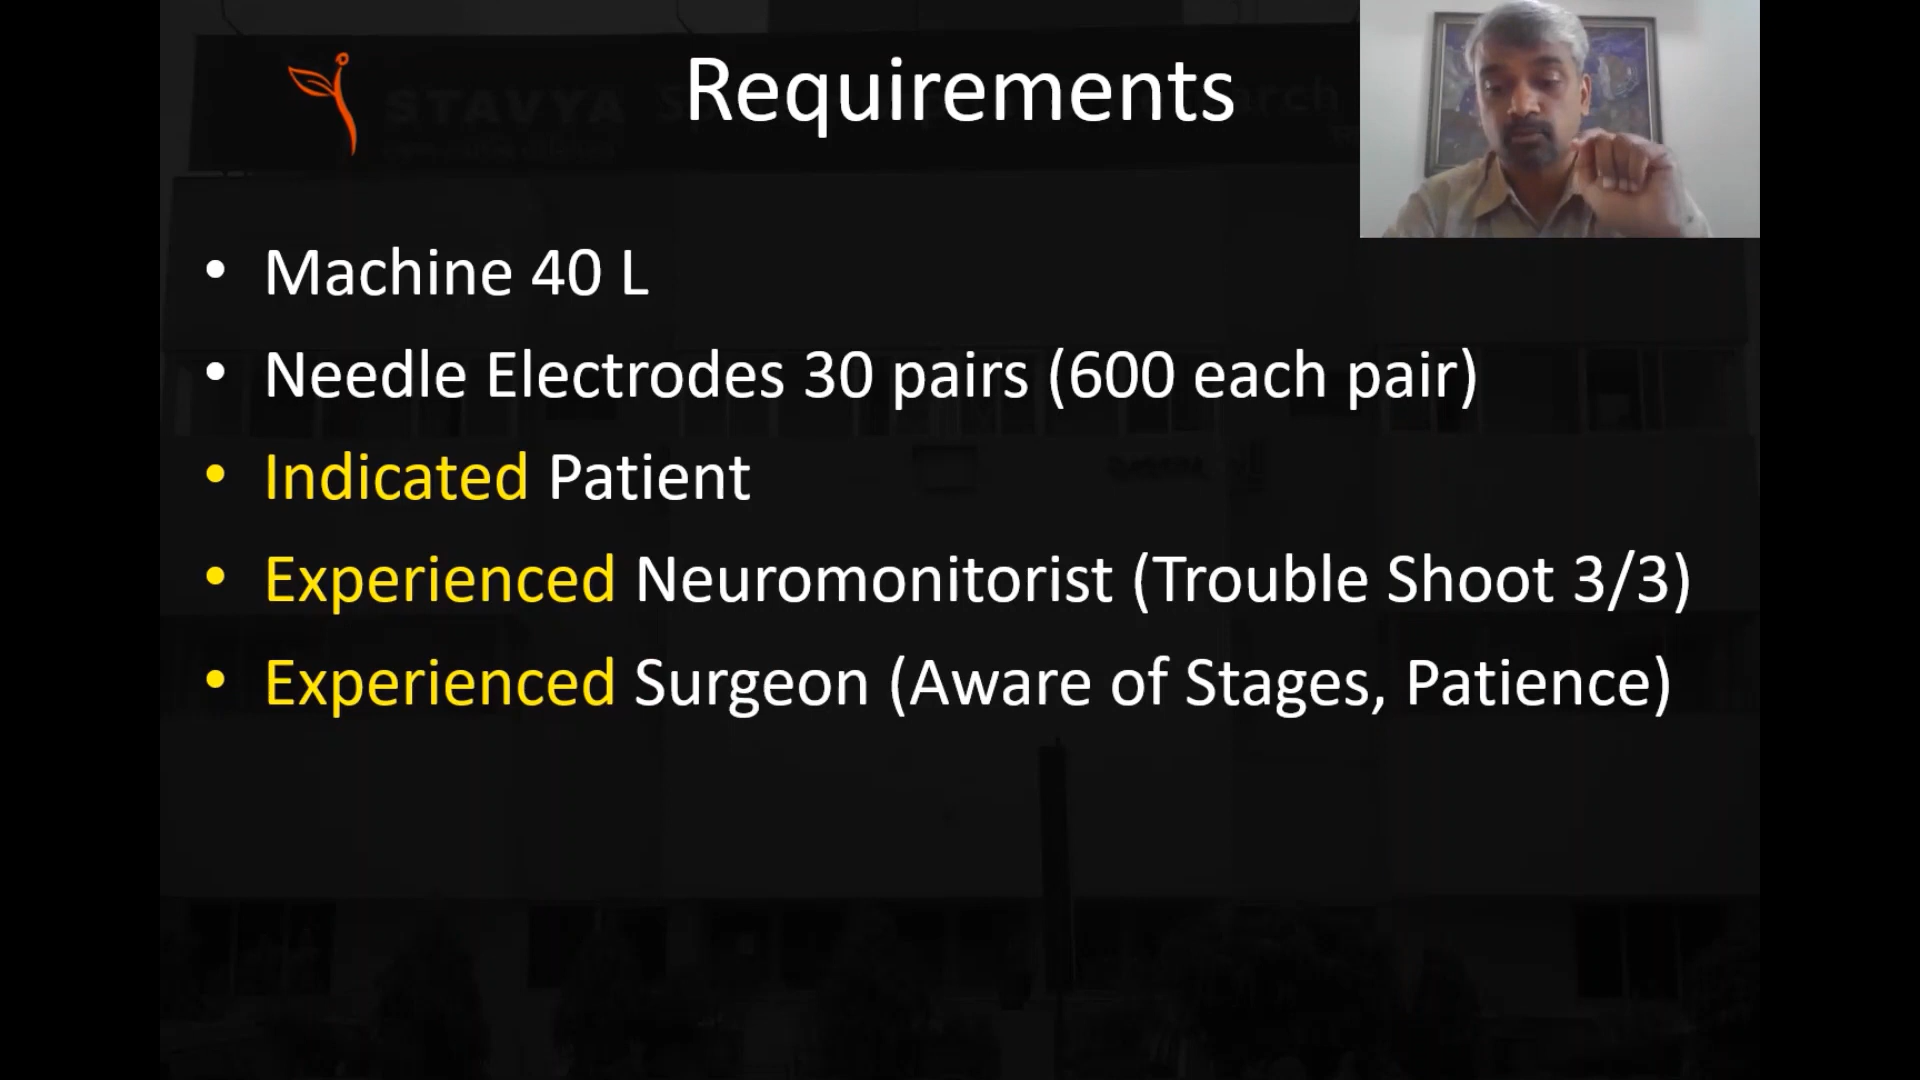 STAVYA
Requirements
• Machine 40 L
• Needle Electrodes 30 pairs (600 each pair)
• Indicated Patient
• Experienced Neuromonitorist (Trouble Shoot 3/3)
• Experienced Surgeon (Aware of Stages, Patience)